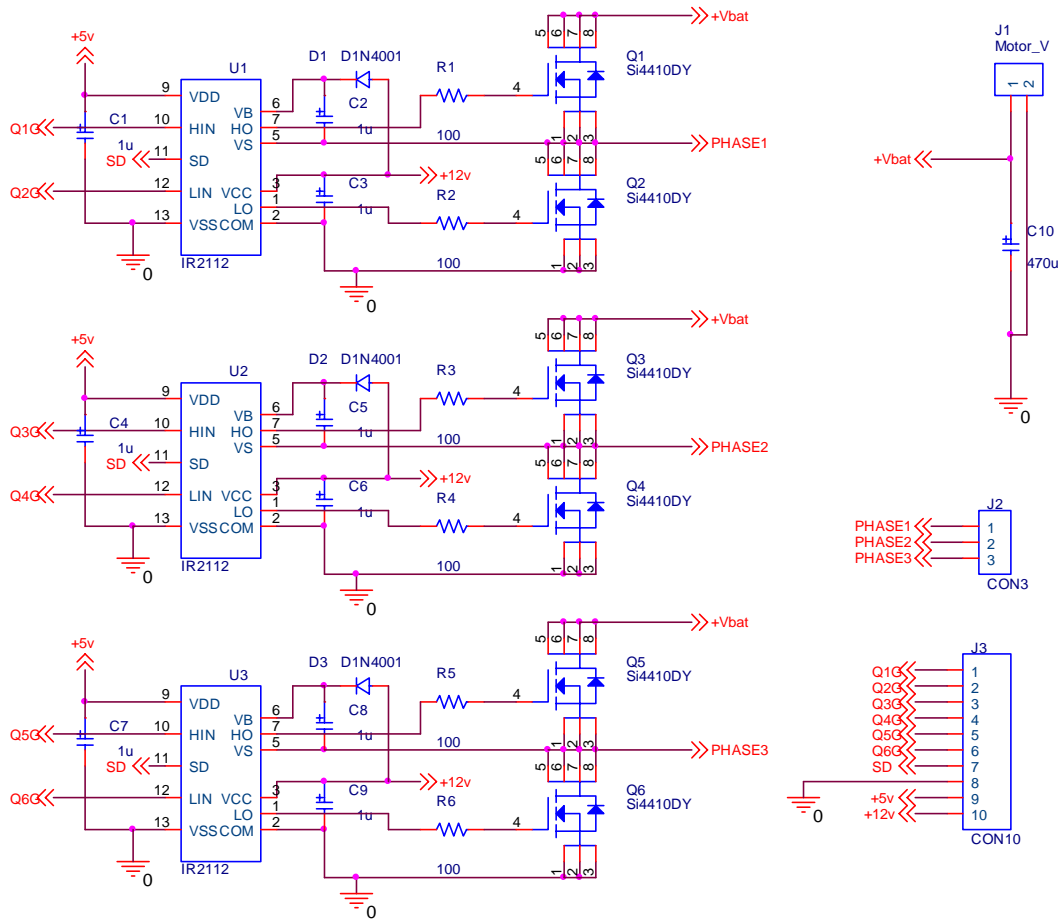 +5v
U1
D1 D1N4001
R1
+Vbat
5 6 7 8
Q1
Si4410DY
J1
Motor_V
1 2
9 VDD
VB 6
C2
4
Q1G 10 HIN
C1
HO 7
1u
1u
VS 5
100
1 2 3
PHASE1
SD 11 SD
5 6 7 8
+Vbat
Q2G 12 LIN
VCC 3
C3
+12v
Q2
Si4410DY
LO 1
1u
R2
4
13 VSS COM 2
C10
470u
0
IR2112
100
1 2 3
0
+5v
U2
D2 D1N4001
R3
+Vbat
5 6 7 8
Q3
Si4410DY
9 VDD
VB 6
C5
4
Q3G 10 HIN
C4
HO 7
1u
1u
VS 5
100
1 2 3
PHASE2
0
SD 11 SD
5 6 7 8
Q4G 12 LIN
VCC 3
C6
+12v
Q4
Si4410DY
LO 1
1u
R4
4
13 VSS COM 2
0
IR2112
100
1 2 3
0
J2
PHASE1 1
PHASE2 2
PHASE3 3
CON3
+5v
U3
D3 D1N4001
R5
+Vbat
5 6 7 8
Q5
Si4410DY
9 VDD
VB 6
C8
4
Q5G 10 HIN
C7
HO 7
1u
1u
VS 5
100
1 2 3
PHASE3
SD 11 SD
5 6 7 8
Q6G 12 LIN
VCC 3
C9
+12v
Q6
Si4410DY
LO 1
1u
R6
4
13 VSS COM 2
0
IR2112
100
1 2 3
0
J3
Q1G 1
Q2G 2
Q3G 3
Q4G 4
Q5G 5
Q6G 6
SD 7
8
0
+5v 9
+12v 10
CON10